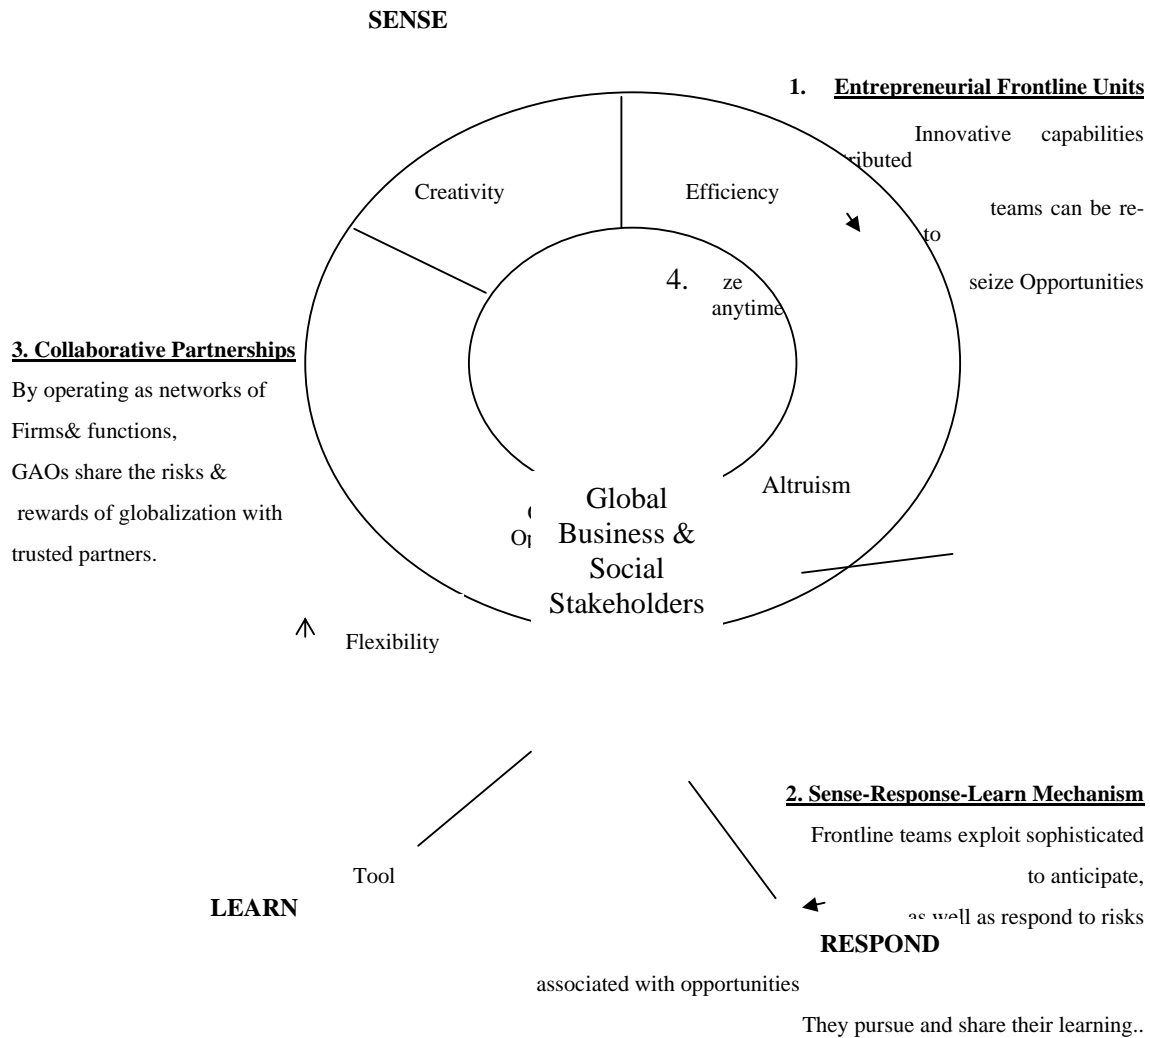 SENSE
1. Entrepreneurial Frontline Units
Innovative capabilities
Creativity
Efficiency
teams can be re-
to
4. ze
anytime
seize Opportunities
3. Collaborative Partnerships
By operating as networks of
Firms& functions,
GAOs share the risks &
rewards of globalization with
trusted partners.
Altruism
Global
Business &
Social
Stakeholders
Flexibility
2. Sense-Response-Learn Mechanism
Frontline teams exploit sophisticated
Tool
to anticipate,
LEARN
as well as respond to risks
RESPOND
associated with opportunities
They pursue and share their learning..